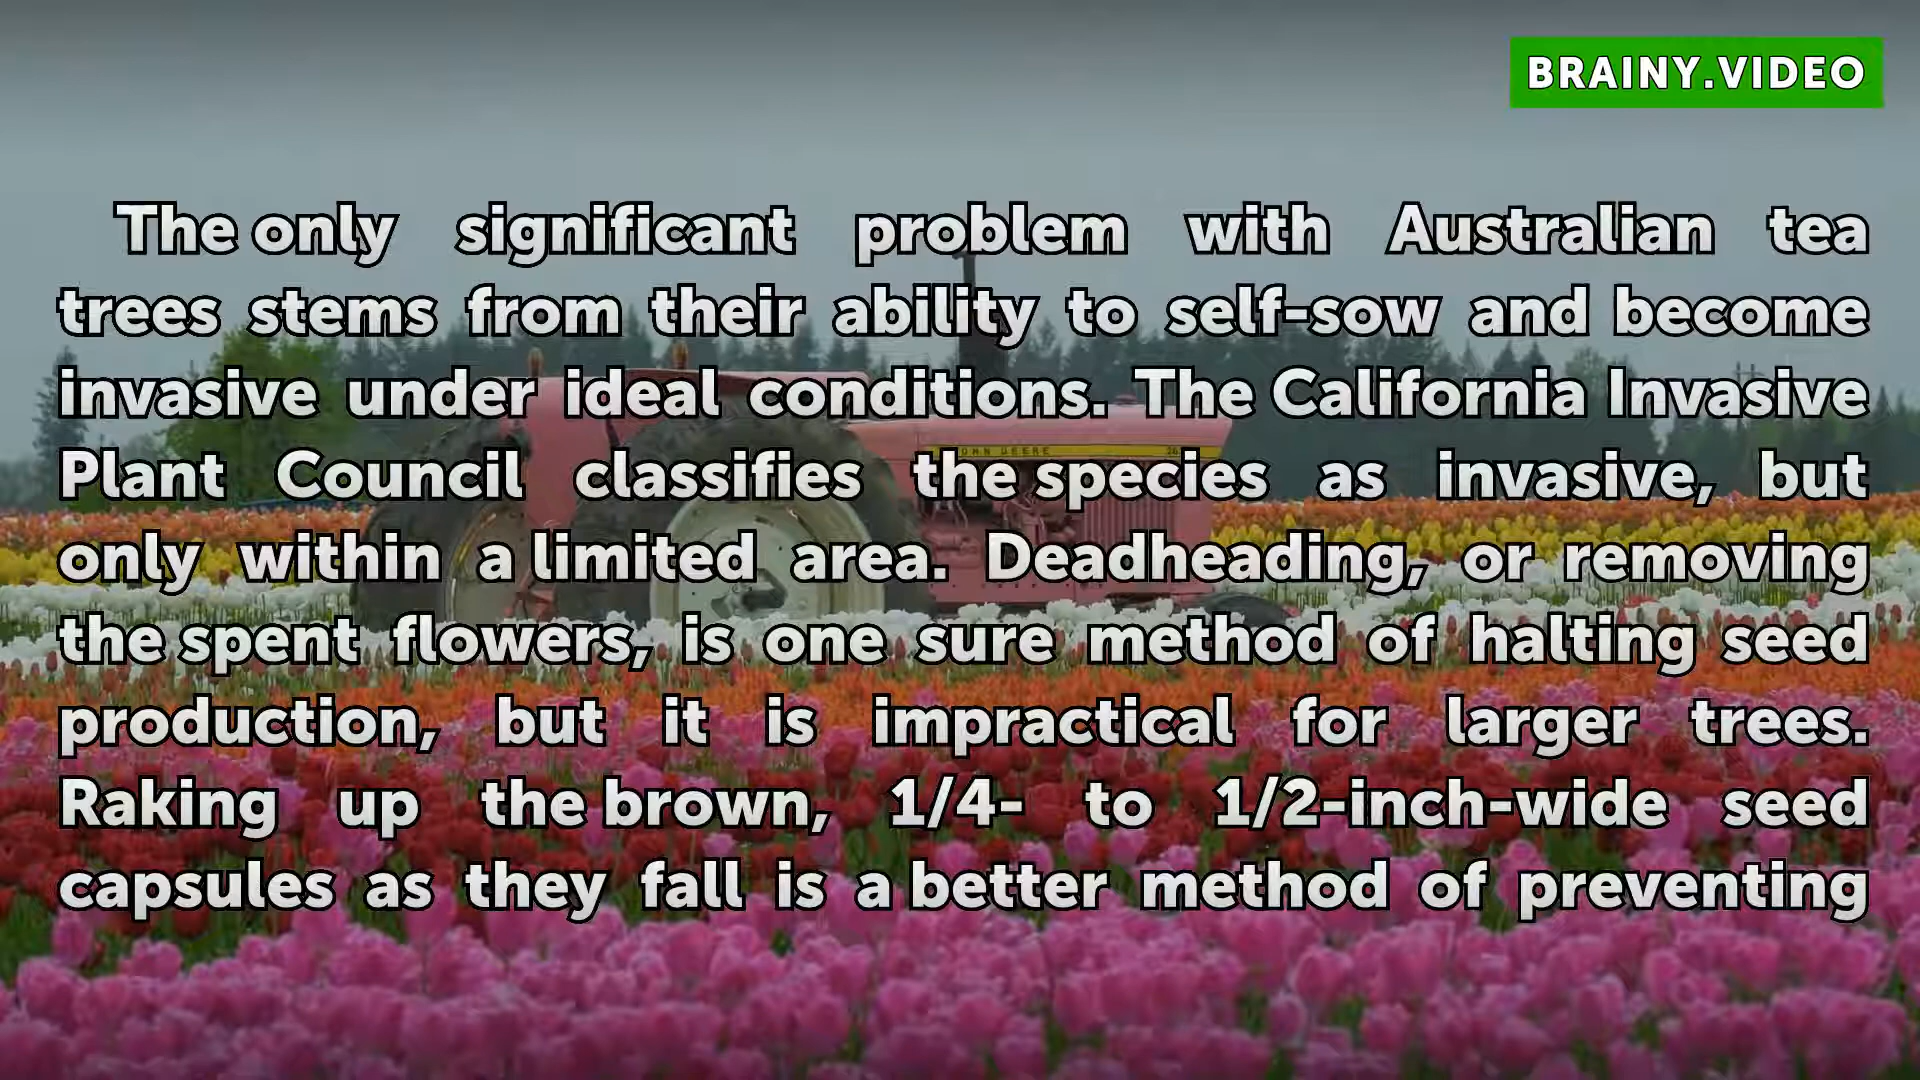 BRAINY.VIDEO
The only significant problem with Australian tea
trees stems from their ability to self-sow and become
invasive under ideal conditions. The California Invasive
Plant Council classifies the species as invasive, but
only within a limited area. Deadheading, or removing
the spent flowers, is one sure method of halting seed
production, but it is impractical for larger trees.
Raking up the brown, 1/4- to 1/2-inch-wide seed
capsules as they fall is a better method of preventing